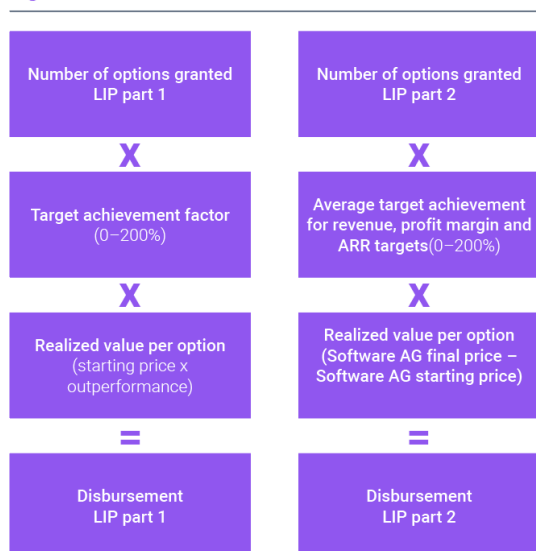 Number of options granted
LIP part 1
X
Target achievement factor
(0–200%)
X
Realized value per option
(starting price x
outperformance)
=
Disbursement
LIP part 1
Number of options granted
LIP part 2
X
Average target achievement
for revenue, profit margin and
ARR targets(0–200%)
X
Realized value per option
(Software AG final price –
Software AG starting price)
=
Disbursement
LIP part 2